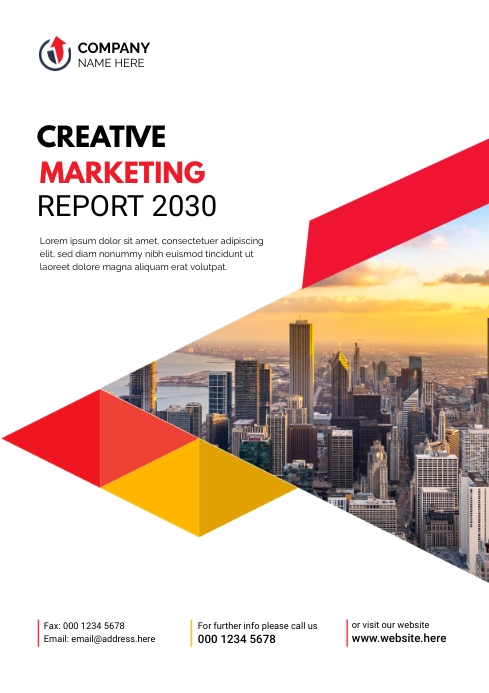 COMPANY
NAME HERE
CREATIVE
MARKETING
REPORT 2030
Lorem ipsum dolor sit amet, consectetuer adipiscing
elit, sed diam nonummy nibh euismod tincidunt ut
laoreet dolore magna aliquam erat volutpat.
Fax: 000 1234 5678
Email: email@address.here
For further info please call us
000 1234 5678
or visit our website
www.website.here